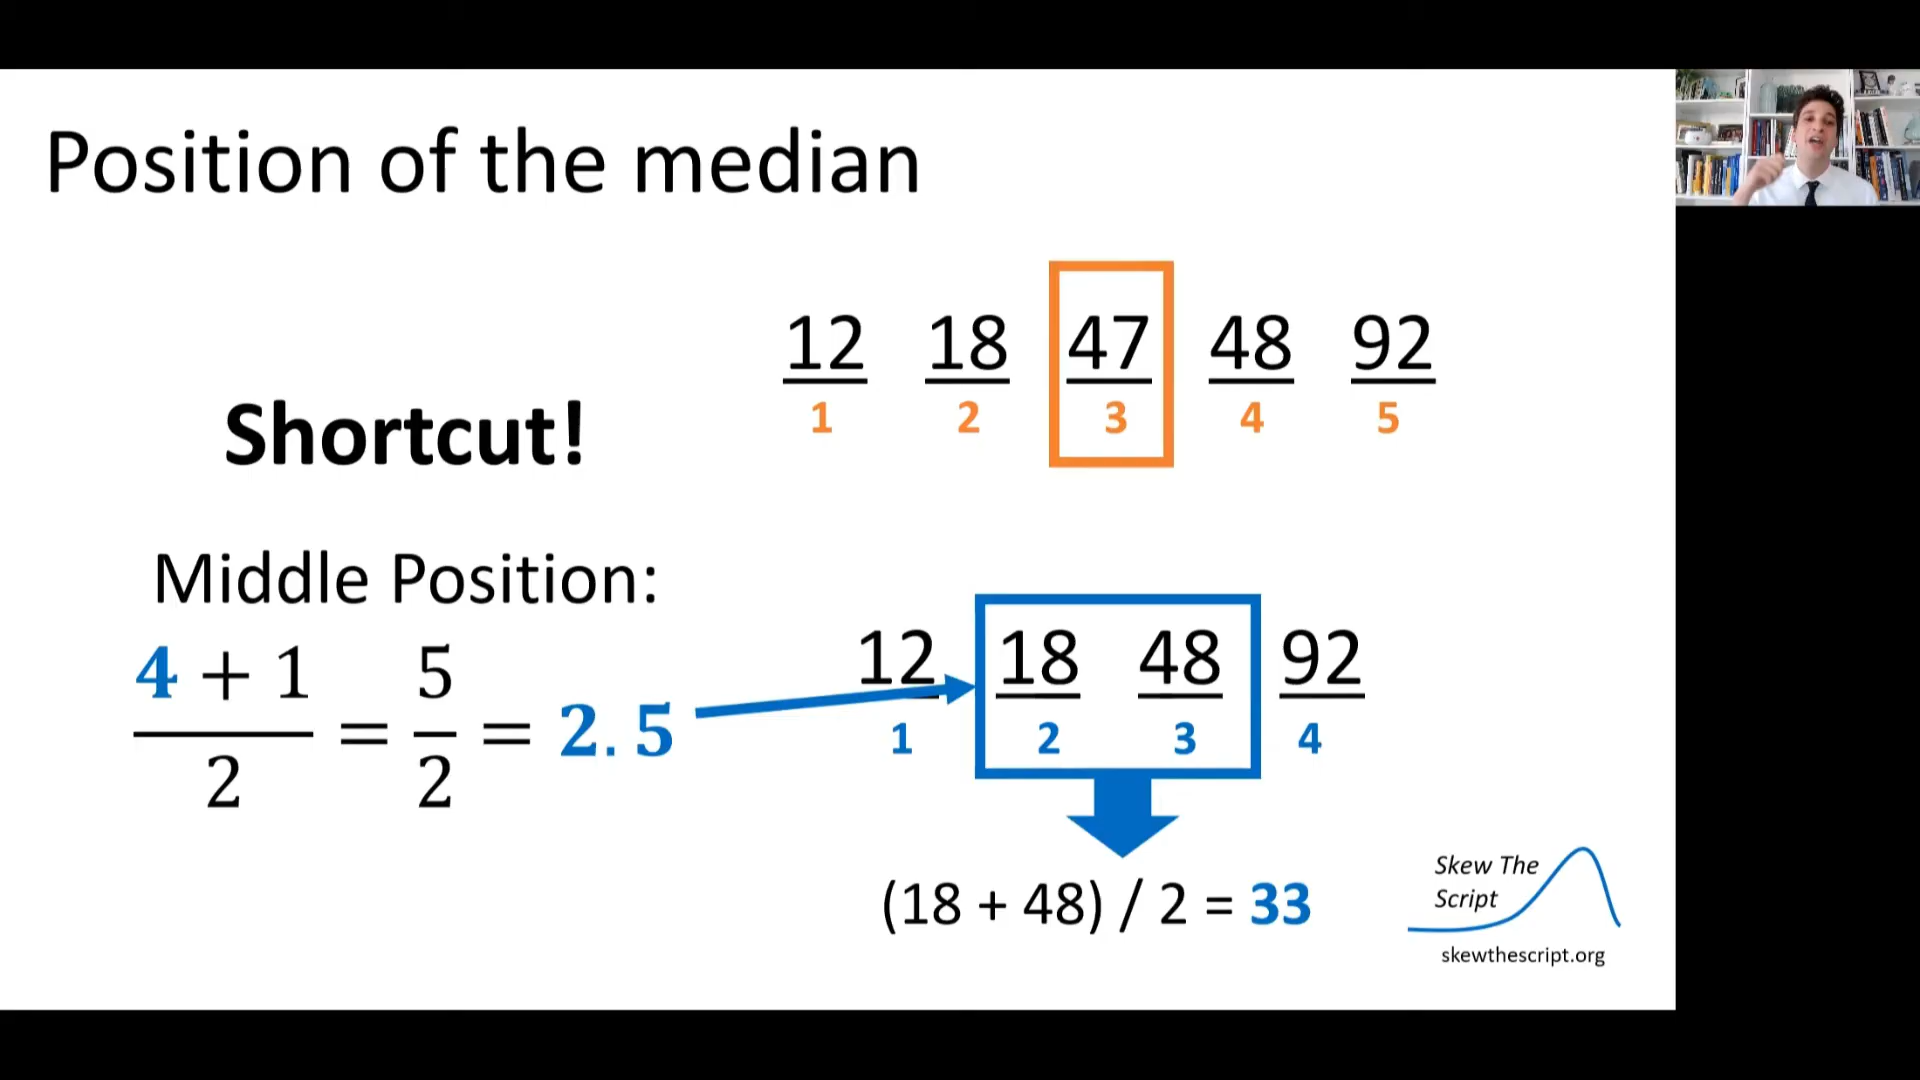 Position of the median
12 18 47 48 92
1 2 3 4 5
Shortcut!
Middle Position:
4 + 1 / 2 = 5 / 2 = 2.5
12 18 48 92
1 2 3 4
(18 + 48) / 2 = 33
Skew The
Script
skewthescript.org